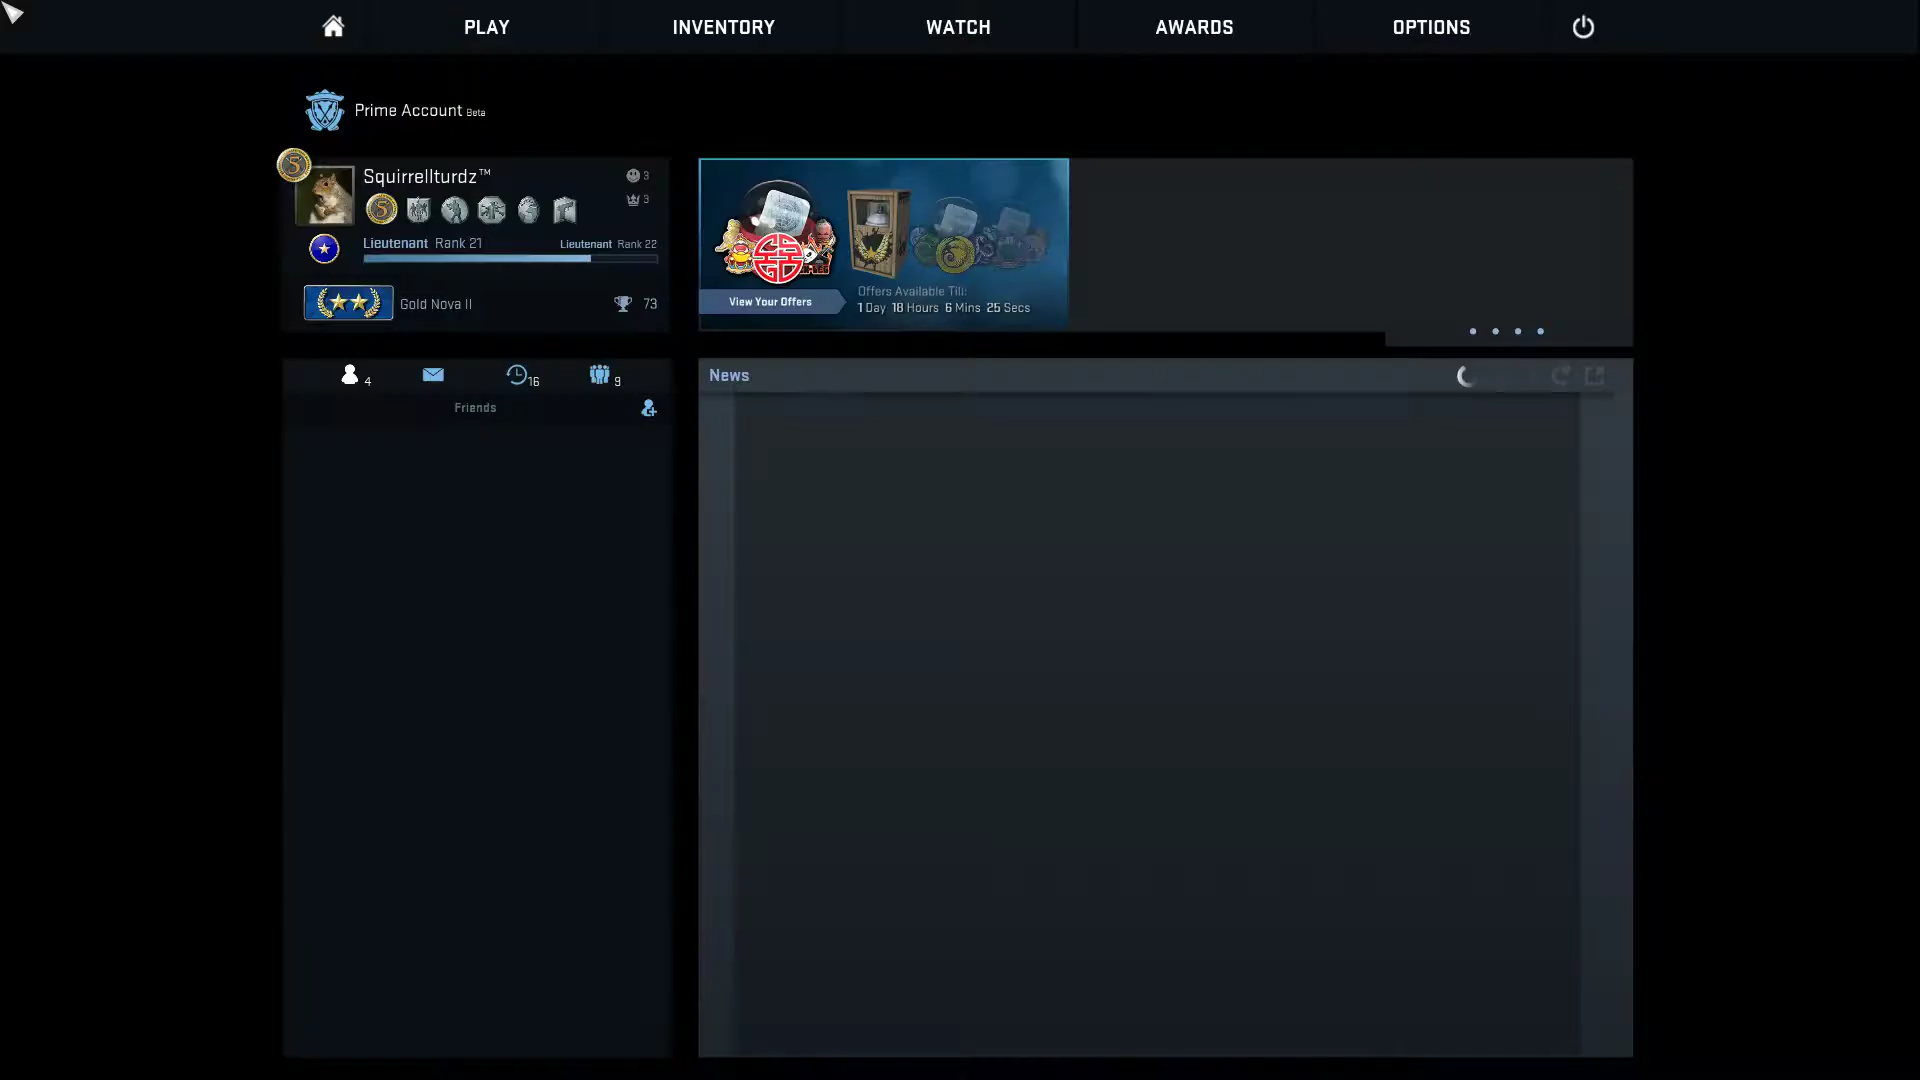 PLAY
INVENTORY
WATCH
AWARDS
OPTIONS
Prime Account Beta
5
Squirrellturdz™
3
5
3
Lieutenant Rank 21
Lieutenant Rank 22
Gold Nova II
73
View Your Offers
Offers Available Till:
1 Day 18 Hours 6 Mins 25 Secs
4
16
9
Friends
News